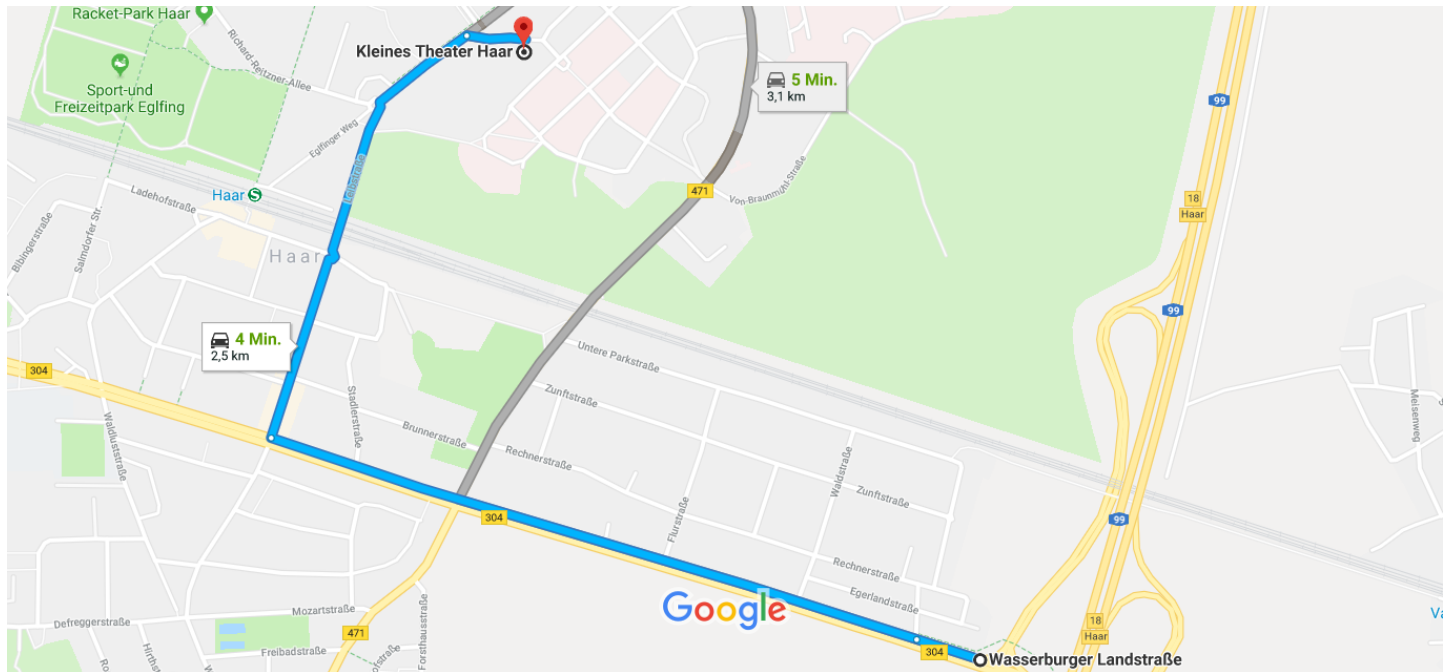 Racket-Park Haar
Richard-Reitzner-Allee
Kleines Theater Haar
Sport-und
Freizeitpark Eglfing
5 Min.
3,1 km
99
Eglfinger Weg
Leibstraße
Haar S
Ladehofstraße
Bibingerstraße
Salmdorfer Str.
471
Von-Braunmühl-Straße
18
Haar
Haar
99
4 Min.
2,5 km
304
Untere Parkstraße
Zunftstraße
Stadlerstraße
Waldluststraße
Brunnerstraße
Rechnerstraße
Meisenweg
Waldstraße
Zunftstraße
304
Flurstraße
99
Rechnerstraße
Egerlandstraße
Google
Mozartstraße
Defreggerstraße
471
Freibadstraße
Forsthausstraße
18
Haar
304
Wasserburger Landstraße